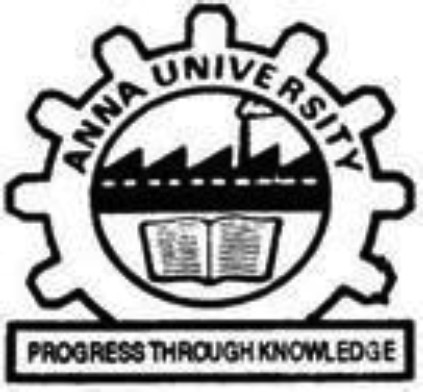 ANNA UNIVERSITY
PROGRESS THROUGH KNOWLEDGE